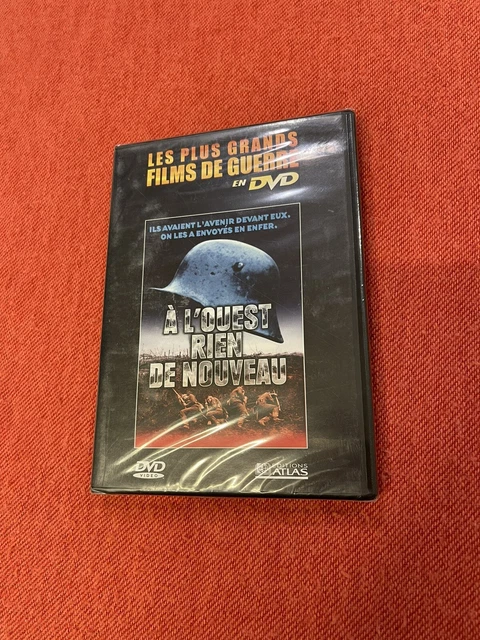 LES PLUS GRANDS
FILMS DE GUERRE
EN DVD
ILS AVAIENT L'AVENIR DEVANT EUX.
ON LES A ENVOYÉS EN ENFER.
À L'OUEST
RIEN
DE NOUVEAU
DVD
VIDEO
EDITIONS
ATLAS